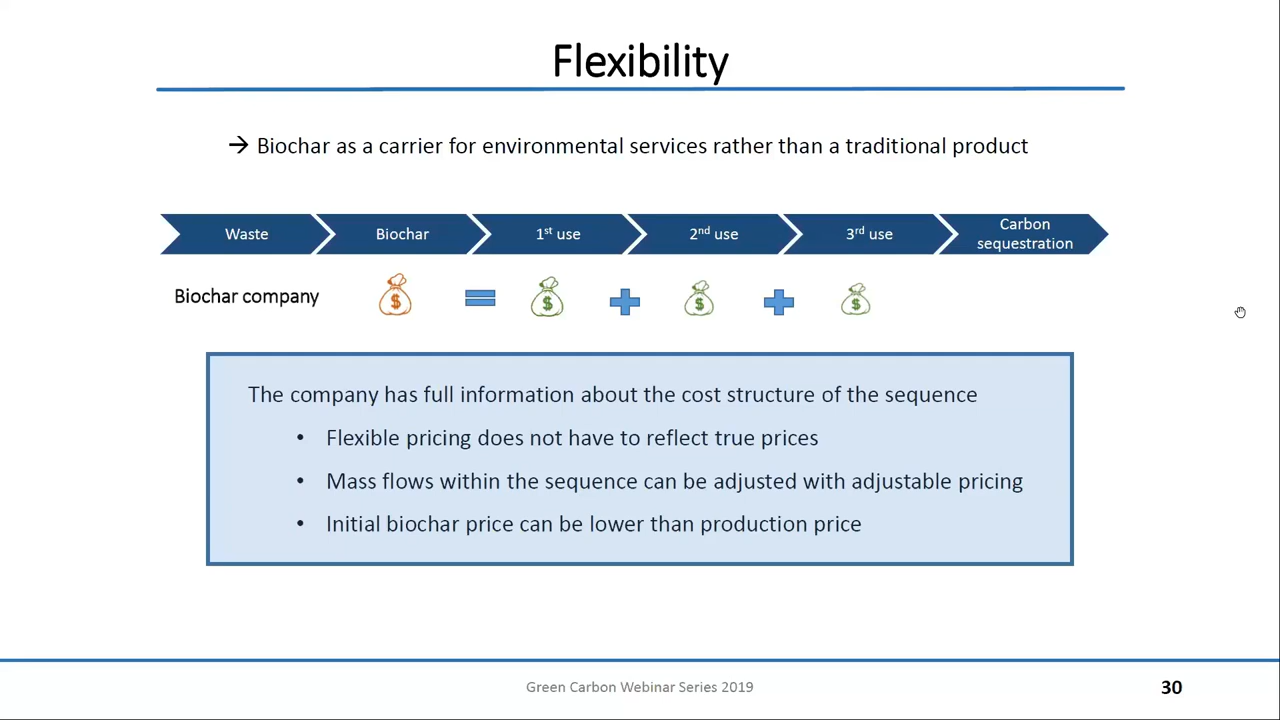 Flexibility
→ Biochar as a carrier for environmental services rather than a traditional product
Waste
Biochar
1st use
2nd use
3rd use
Carbon
sequestration
Biochar company
$
$
$
$
The company has full information about the cost structure of the sequence
• Flexible pricing does not have to reflect true prices
• Mass flows within the sequence can be adjusted with adjustable pricing
• Initial biochar price can be lower than production price
Green Carbon Webinar Series 2019
30